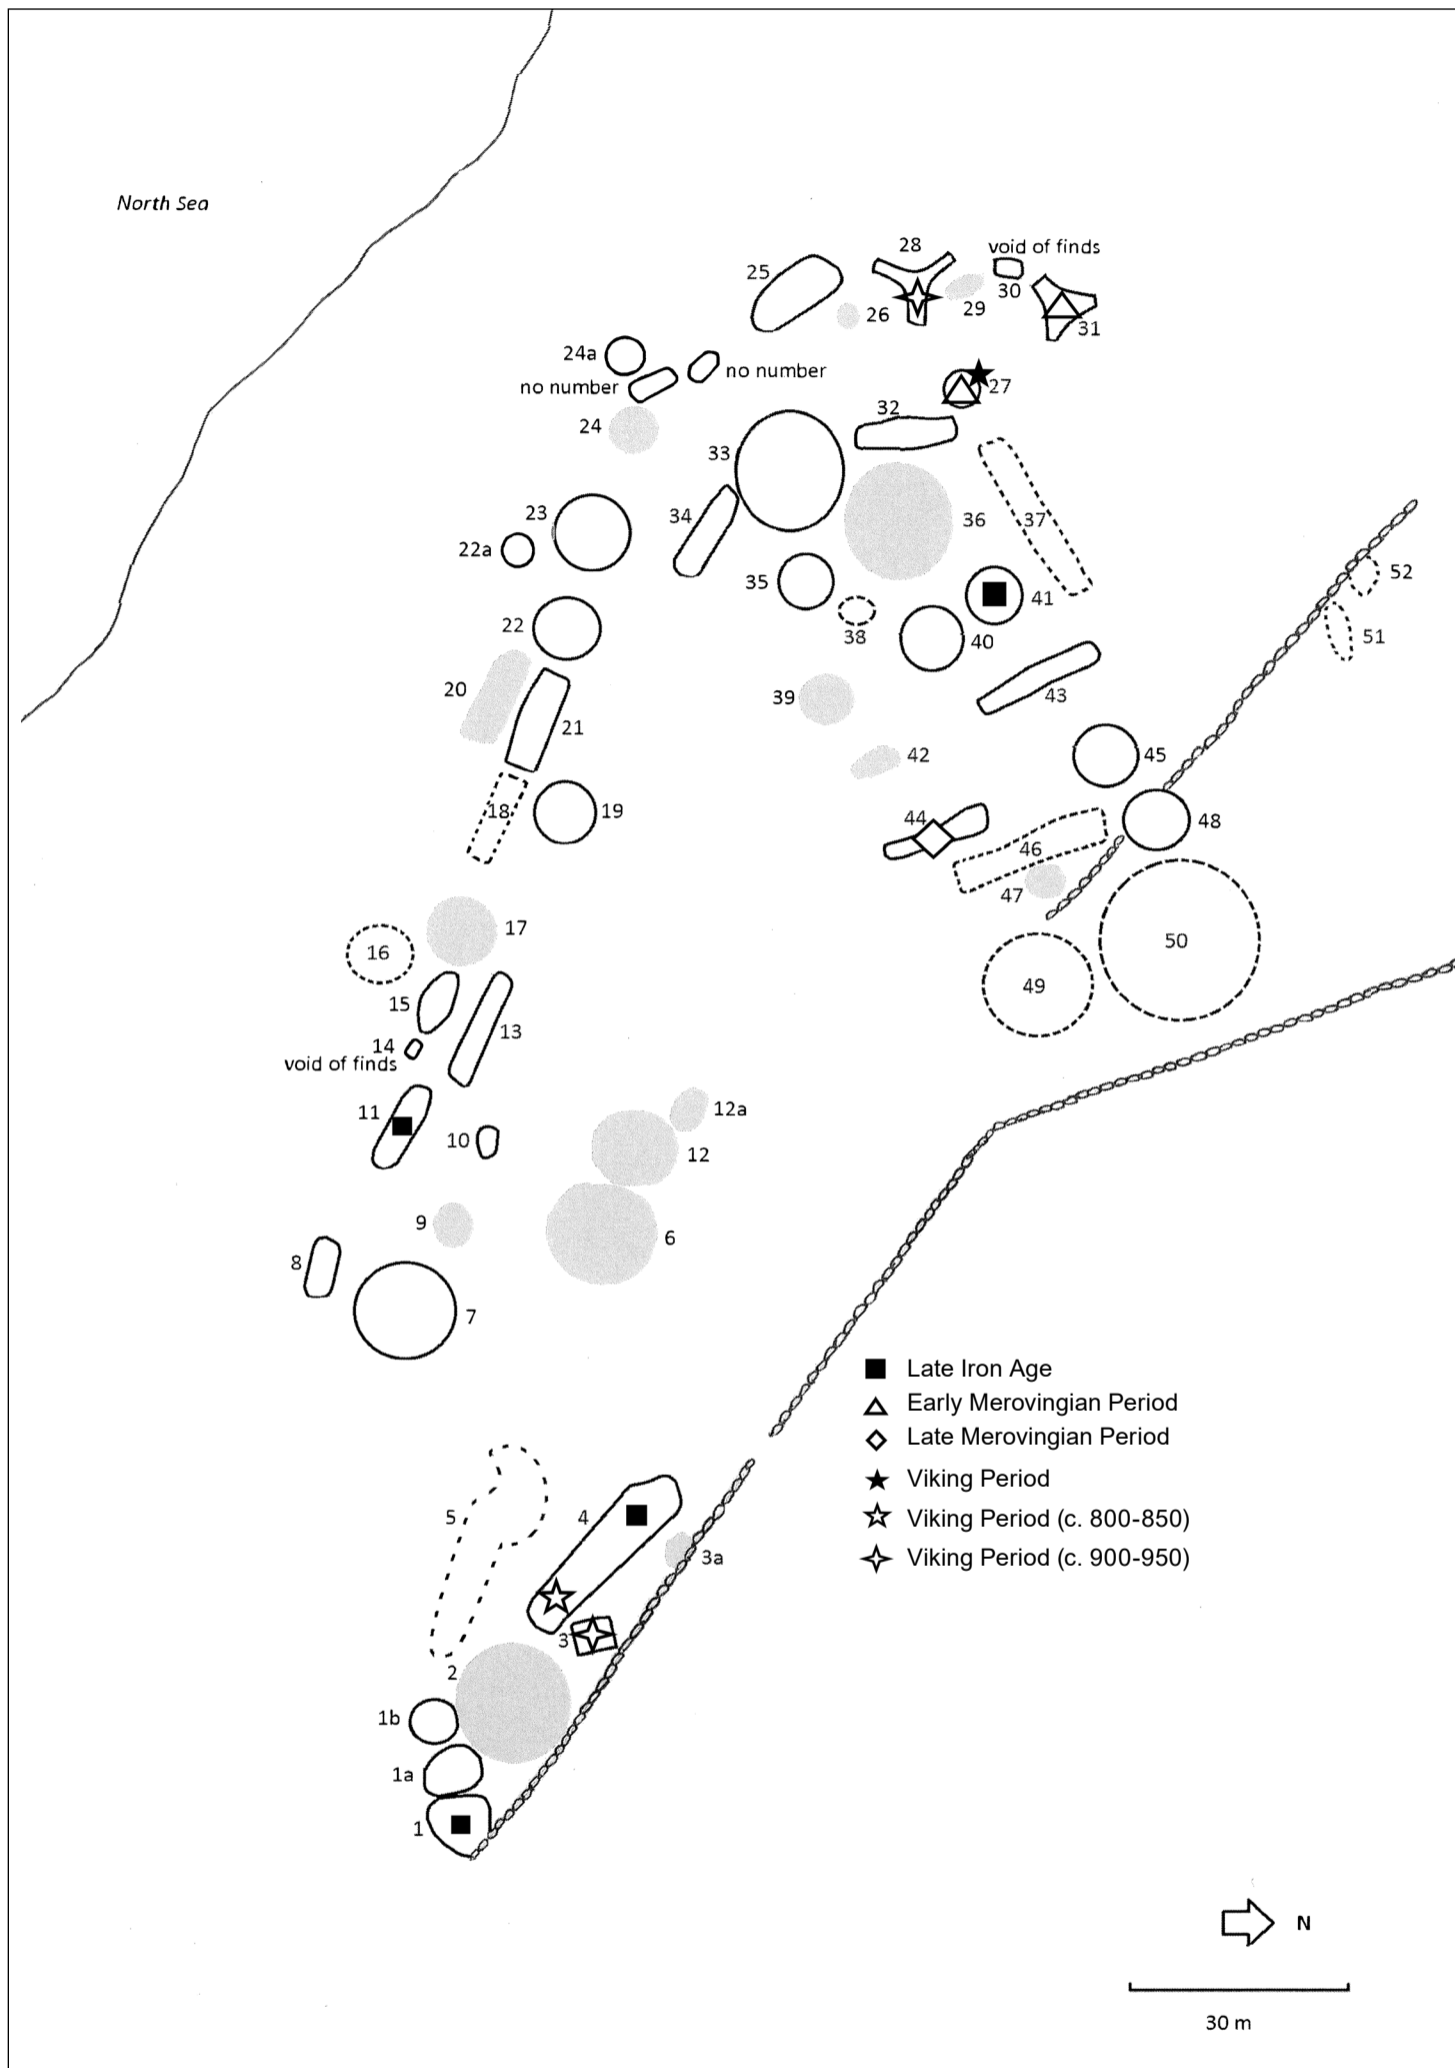 North Sea
28
void of finds
25
30
29
26
31
24a
no number
no number
27
32
24
33
23
34
36
37
22a
35
52
41
22
38
40
51
20
39
43
21
42
45
18
19
44
48
46
47
17
16
50
49
15
13
14
void of finds
11
12a
10
12
9
6
8
7
Late Iron Age
Early Merovingian Period
Late Merovingian Period
Viking Period
Viking Period (c. 800-850)
Viking Period (c. 900-950)
5
4
3a
3
2
1b
1a
1
N
30 m